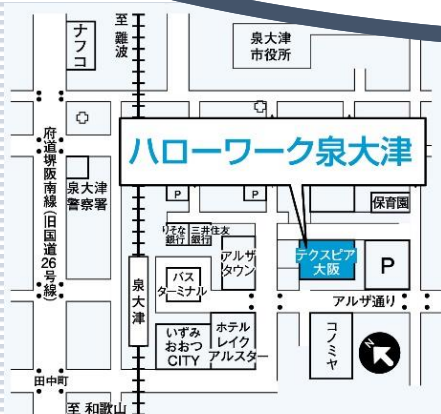 ナフコ
至 難波
泉大津
市役所
ハローワーク泉大津
府道堺阪南線(旧国道26号線)
泉大津
警察署
P
P
保育園
りそな
銀行
三井住友
銀行
アルザ
タウン
テクスピア
大阪
P
バス
ターミナル
泉大津
アルザ通り
いずみ
おおつ
CITY
ホテル
レイク
アルスター
コノミヤ
N
田中町
至 和歌山